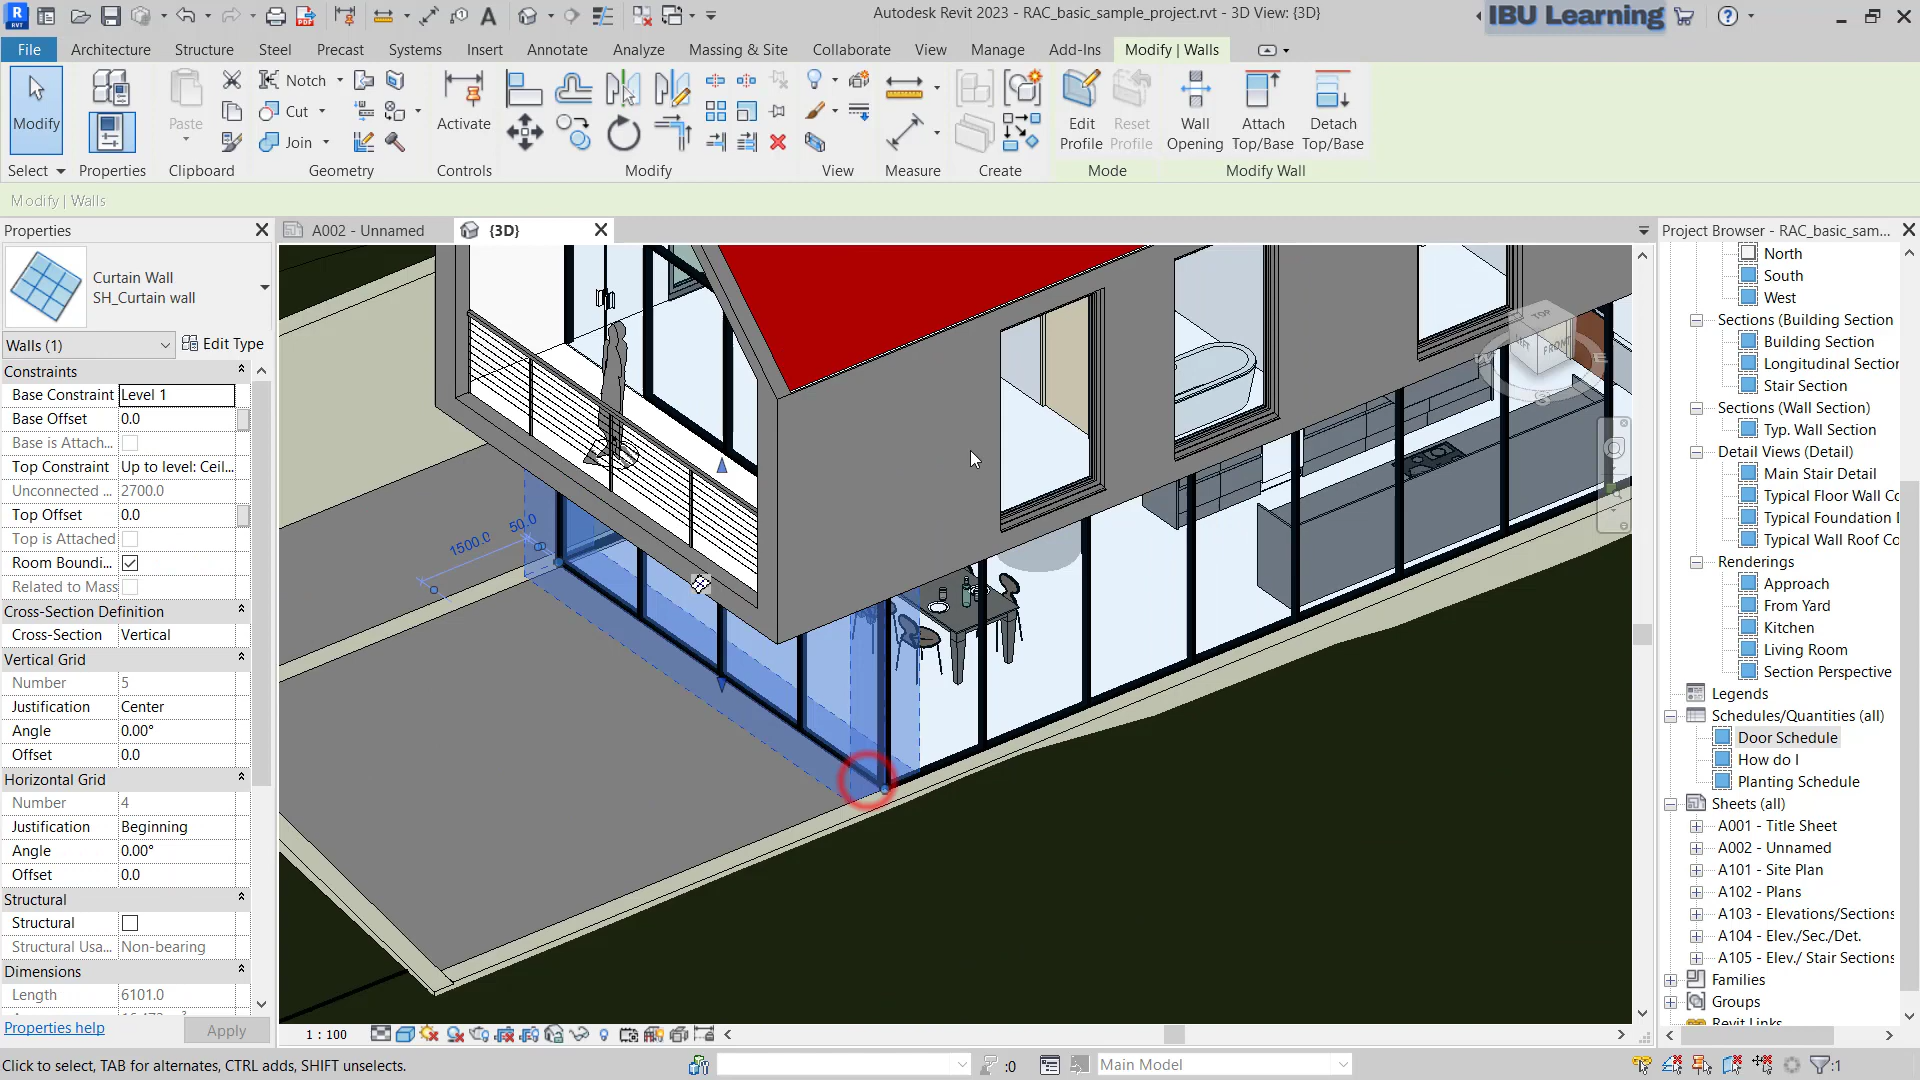 Autodesk Revit 2023 - RAC_basic_sample_project.rvt - 3D View: {3D}
IBU Learning
File
Architecture
Structure
Steel
Precast
Systems
Insert
Annotate
Analyze
Massing & Site
Collaborate
View
Manage
Add-Ins
Modify | Walls
Modify
Paste
Notch
Cut
Join
Activate
Edit Profile
Reset Profile
Wall Opening
Attach Top/Base
Detach Top/Base
Select
Properties
Clipboard
Geometry
Controls
Modify
View
Measure
Create
Mode
Modify Wall
Modify | Walls
Properties
A002 - Unnamed
{3D}
Project Browser - RAC_basic_sam...
Curtain Wall
SH_Curtain wall
Walls (1)
Edit Type
Constraints
Base Constraint Level 1
Base Offset 0.0
Base is Attach...
Top Constraint Up to level: Ceil...
Unconnected ... 2700.0
Top Offset 0.0
Top is Attached
Room Boundi...
Related to Mass
Cross-Section Definition
Cross-Section Vertical
Vertical Grid
Number 5
Justification Center
Angle 0.00°
Offset 0.0
Horizontal Grid
Number 4
Justification Beginning
Angle 0.00°
Offset 0.0
Structural
Structural
Structural Usa... Non-bearing
Dimensions
Length 6101.0
Properties help
Apply
1500.0
50.0
TOP
LEFT
FRONT
W
E
S
North
South
West
Sections (Building Section
Building Section
Longitudinal Section
Stair Section
Sections (Wall Section)
Typ. Wall Section
Detail Views (Detail)
Main Stair Detail
Typical Floor Wall Co
Typical Foundation D
Typical Wall Roof Co
Renderings
Approach
From Yard
Kitchen
Living Room
Section Perspective
Legends
Schedules/Quantities (all)
Door Schedule
How do I
Planting Schedule
Sheets (all)
A001 - Title Sheet
A002 - Unnamed
A101 - Site Plan
A102 - Plans
A103 - Elevations/Sections
A104 - Elev./Sec./Det.
A105 - Elev./ Stair Sections
Families
Groups
Revit Links
1 : 100
Click to select, TAB for alternates, CTRL adds, SHIFT unselects.
:0
Main Model
:1